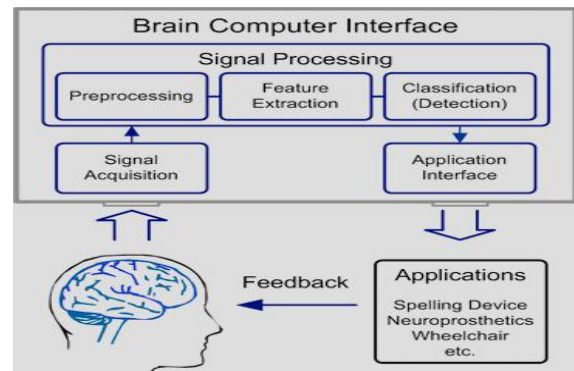 Brain Computer Interface
Signal Processing
Preprocessing
Feature
Extraction
Classification
(Detection)
Signal
Acquisition
Application
Interface
Feedback
Applications
Spelling Device
Neuroprosthetics
Wheelchair
etc.